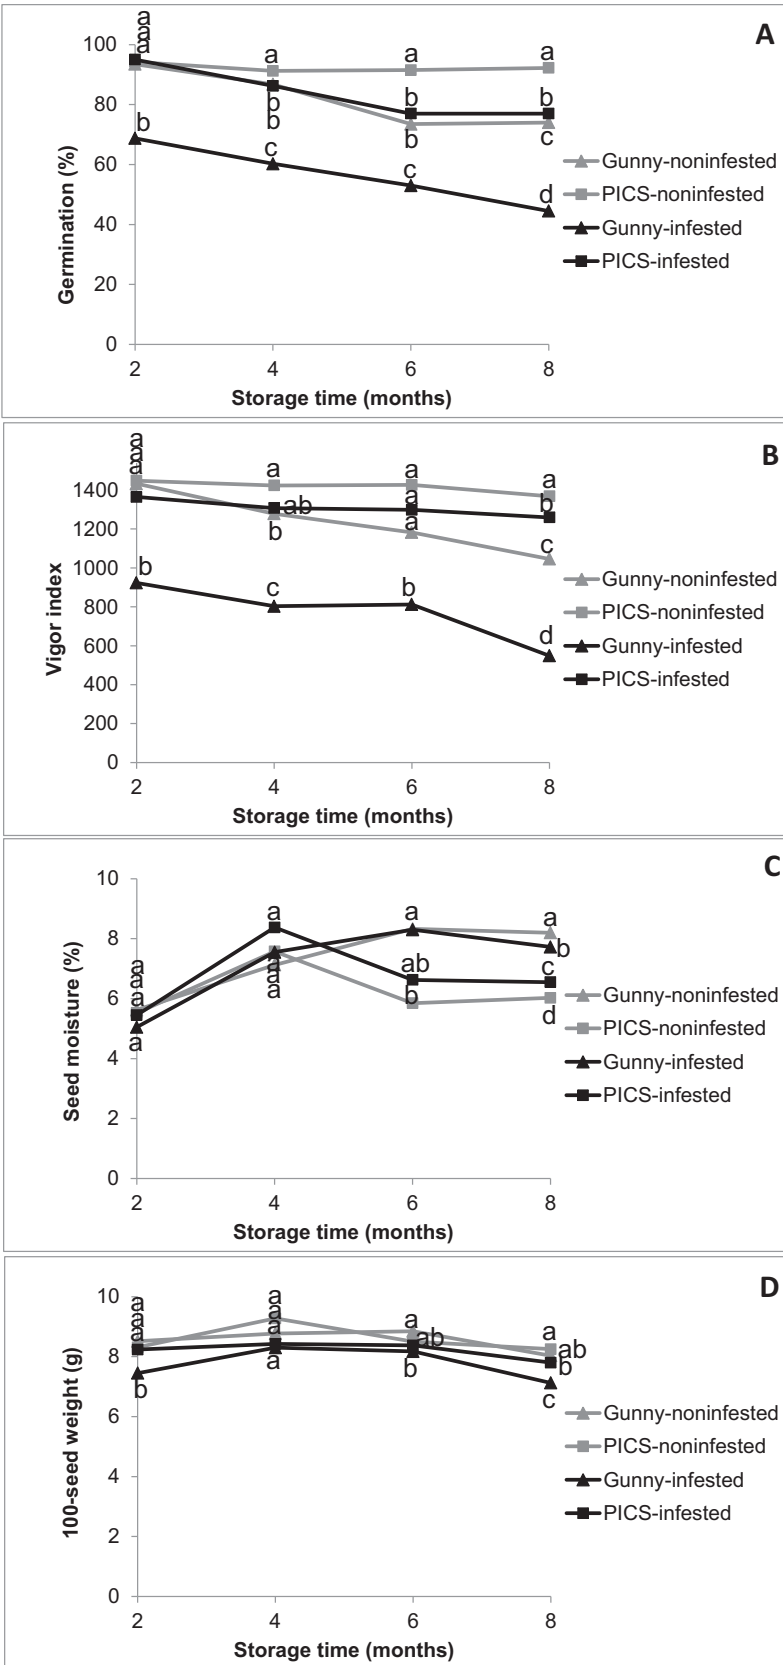 A
a
a
a
100
a
a
a
80
b
b
b
b
b
b
c
60
c
c
d
40
20
0
2 4 6 8
Germination (%)
Storage time (months)
Gunny-noninfested
PICS-noninfested
Gunny-infested
PICS-infested
B
a
a
a
1400
a
a
a
ab
a
b
1200
b
a
c
1000
b
c
b
800
d
600
400
200
0
2 4 6 8
Vigor index
Storage time (months)
Gunny-noninfested
PICS-noninfested
Gunny-infested
PICS-infested
C
10
a
a
a
8
b
a
a
a
a
a
a
ab
c
6
a
b
d
4
2
0
2 4 6 8
Seed moisture (%)
Storage time (months)
Gunny-noninfested
PICS-noninfested
Gunny-infested
PICS-infested
D
10
a
a
a
a
a
a
a
ab
a
ab
8
b
a
b
b
c
6
4
2
0
2 4 6 8
100-seed weight (g)
Storage time (months)
Gunny-noninfested
PICS-noninfested
Gunny-infested
PICS-infested